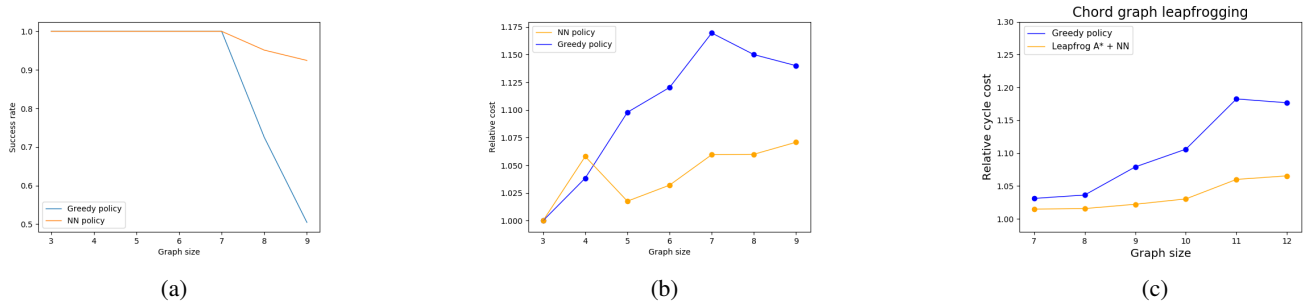 1.0
0.9
0.8
0.7
0.6
0.5
Success rate
Greedy policy
NN policy
3 4 5 6 7 8 9
Graph size
(a)
1.175
1.150
1.125
1.100
1.075
1.050
1.025
1.000
Relative cost
NN policy
Greedy policy
3 4 5 6 7 8 9
Graph size
(b)
Chord graph leapfrogging
1.30
1.25
1.20
1.15
1.10
1.05
1.00
Relative cycle cost
Greedy policy
Leapfrog A* + NN
7 8 9 10 11 12
Graph size
(c)